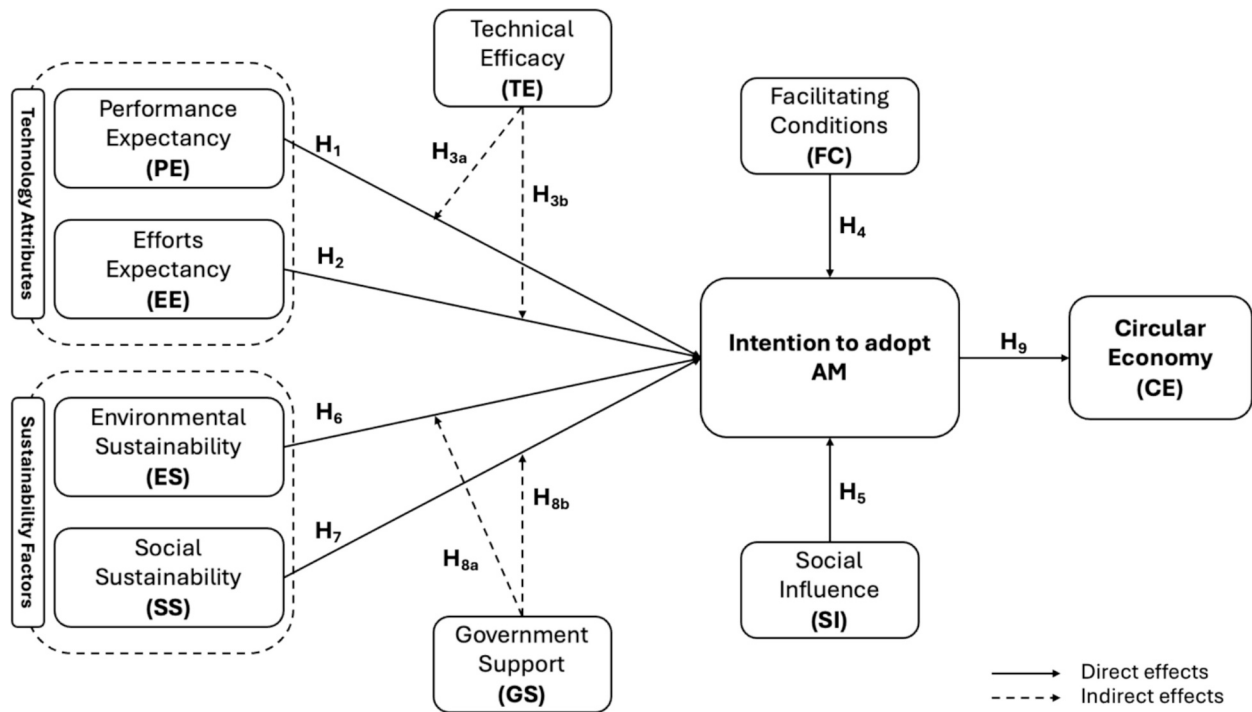 Technology Attributes
Performance
Expectancy
(PE)
Efforts
Expectancy
(EE)
Sustainability Factors
Environmental
Sustainability
(ES)
Social
Sustainability
(SS)
H1
H2
H6
H7
Technical
Efficacy
(TE)
H3a
H3b
H8a
H8b
Government
Support
(GS)
Facilitating
Conditions
(FC)
H4
Intention to adopt
AM
H5
Social
Influence
(SI)
H9
Circular
Economy
(CE)
Direct effects
Indirect effects